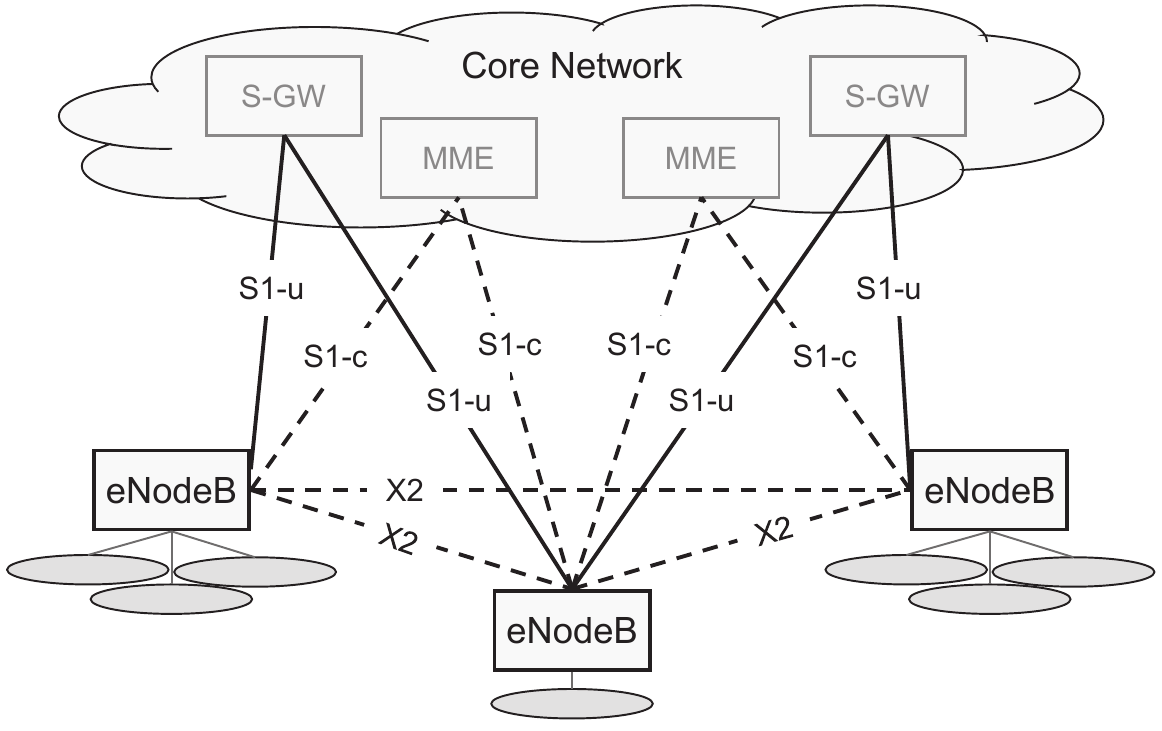 Core Network
S-GW
S-GW
MME
MME
S1-u
S1-u
S1-c
S1-c
S1-c
S1-c
S1-u
S1-u
eNodeB
X2
eNodeB
X2
X2
eNodeB